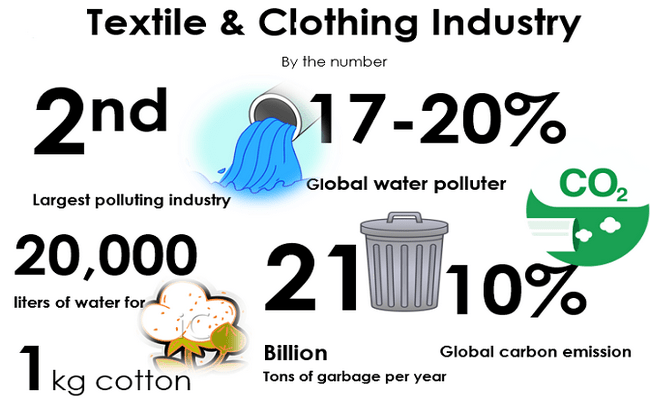 Textile & Clothing Industry
By the number
2nd
Largest polluting industry
17-20%
Global water polluter
CO2
20,000
liters of water for
1 kg cotton
21
Billion
Tons of garbage per year
10%
Global carbon emission